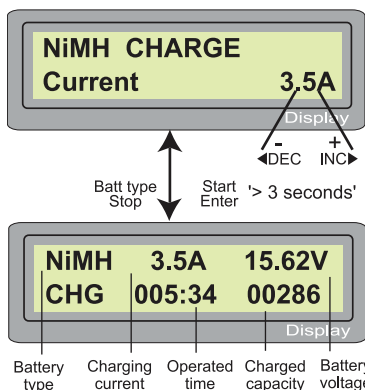 NiMH CHARGE
Current 3.5A
Display
- +
◀DEC INC▶
Batt type Start '> 3 seconds'
Stop Enter
NiMH 3.5A 15.62V
CHG 005:34 00286
Display
Battery Charging Operated Charged Battery
type current time capacity voltage